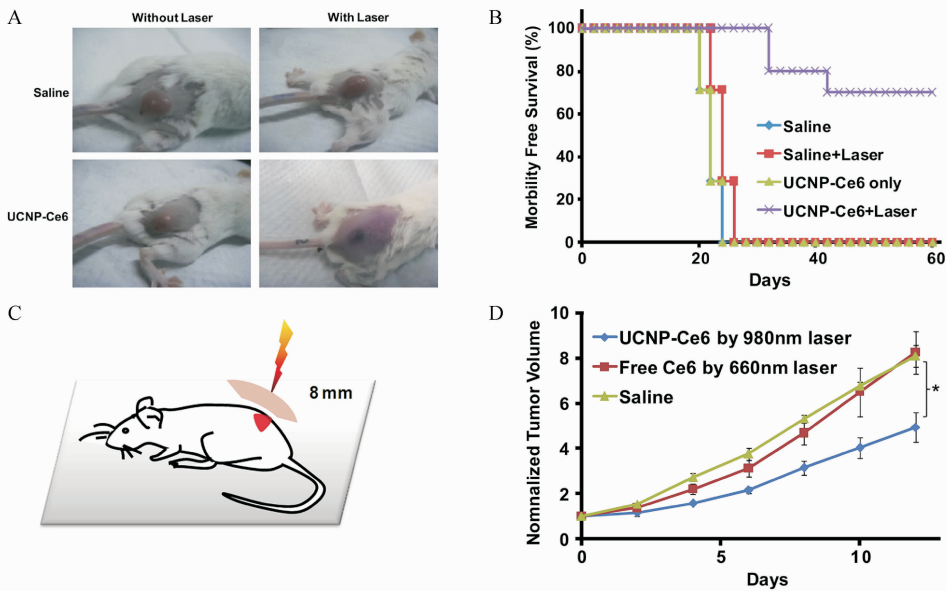 A
Without Laser
With Laser
Saline
UCNP-Ce6
B
Morbility Free Survival (%)
100
80
60
40
20
0
0
20
40
60
Days
Saline
Saline+Laser
UCNP-Ce6 only
UCNP-Ce6+Laser
C
8 mm
D
Nomnalized Tumor Volume
10
8
6
4
2
0
0
5
10
Days
UCNP-Ce6 by 980nm laser
Free Ce6 by 660nm laser
Saline
*